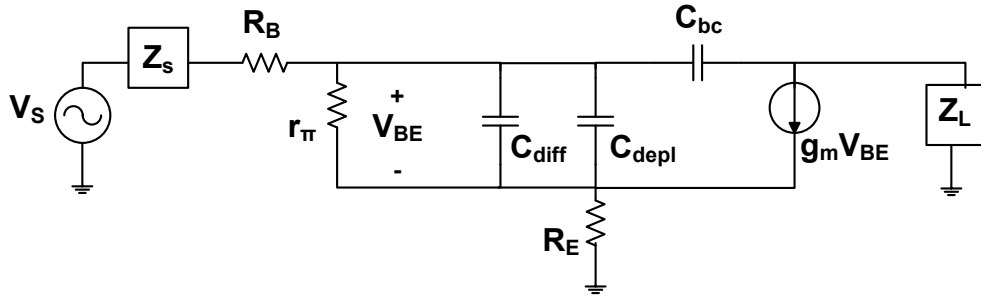 C_bc
R_B
Z_s
V_S
r_π
+
V_BE
-
C_diff
C_depl
g_mV_BE
Z_L
R_E